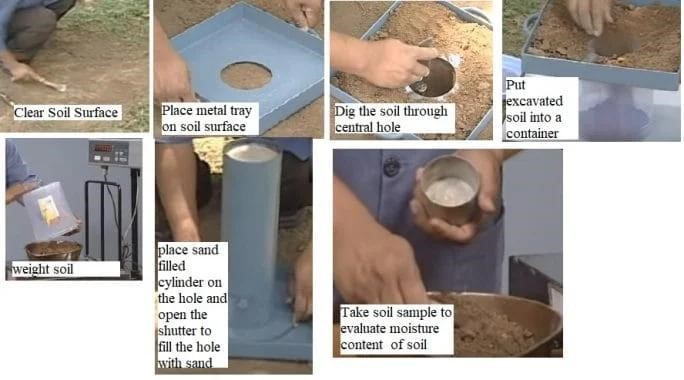 Clear Soil Surface
Place metal tray
on soil surface
Dig the soil through
central hole
Put
excavated
soil into a
container
weight soil
place sand
filled
cylinder on
the hole and
open the
shutter to
fill the hole
with sand
Take soil sample to
evaluate moisture
content of soil